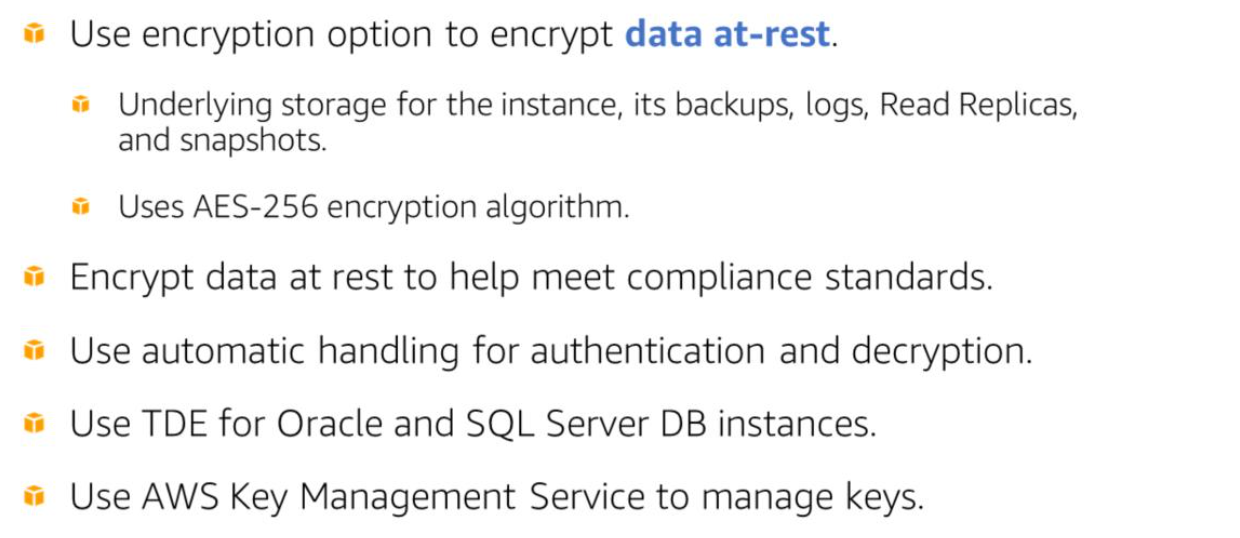 Use encryption option to encrypt data at-rest.
Underlying storage for the instance, its backups, logs, Read Replicas,
and snapshots.
Uses AES-256 encryption algorithm.
Encrypt data at rest to help meet compliance standards.
Use automatic handling for authentication and decryption.
Use TDE for Oracle and SQL Server DB instances.
Use AWS Key Management Service to manage keys.